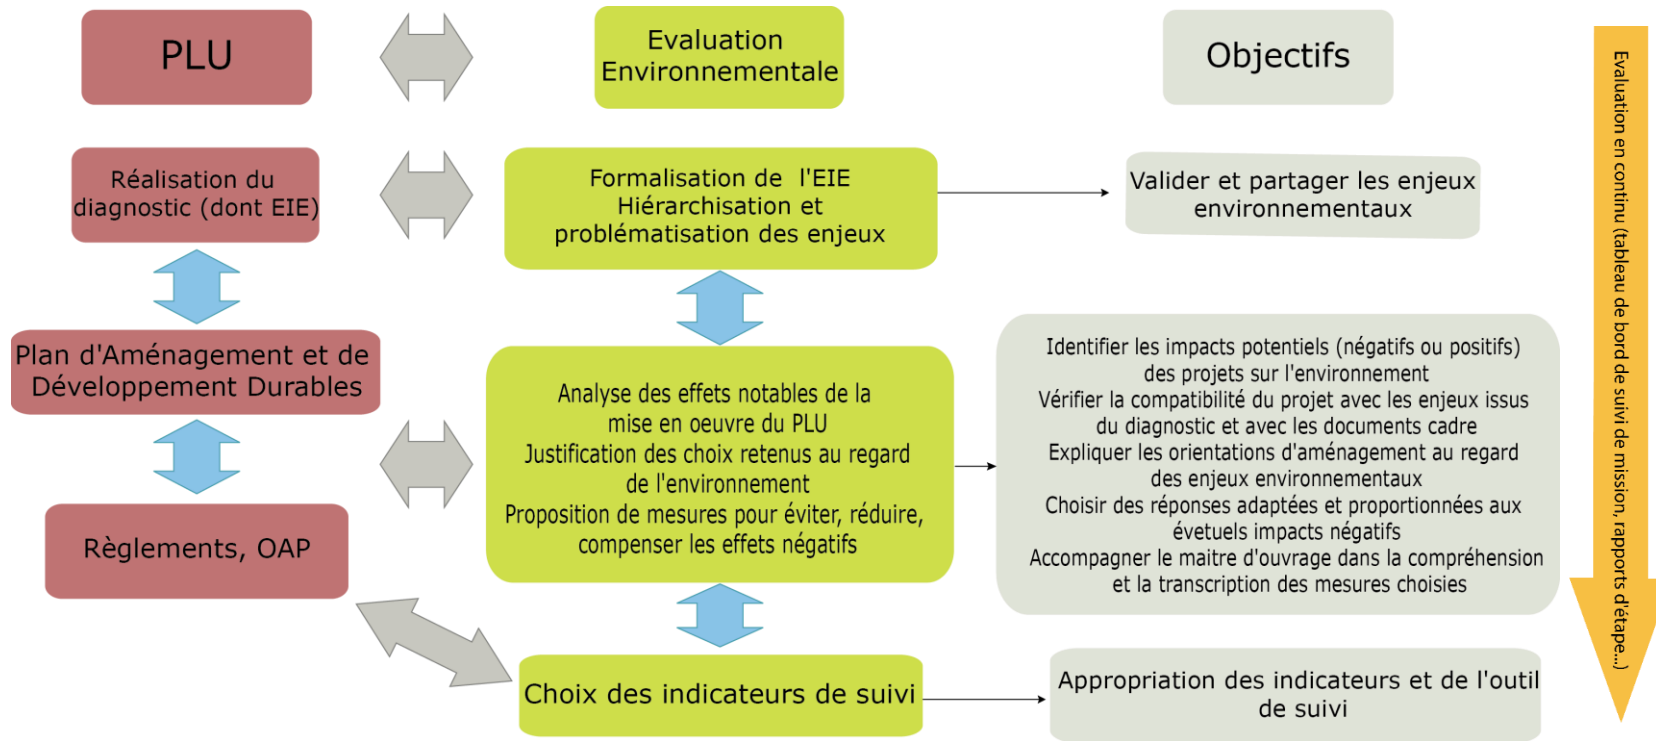 PLU
Evaluation
Environnementale
Objectifs
Réalisation du
diagnostic (dont EIE)
Formalisation de l'EIE
Hiérarchisation et
problématisation des enjeux
Valider et partager les enjeux
environnementaux
Plan d'Aménagement et de
Développement Durables
Analyse des effets notables de la
mise en oeuvre du PLU
Justification des choix retenus au regard
de l'environnement
Proposition de mesures pour éviter, réduire,
compenser les effets négatifs
Identifier les impacts potentiels (négatifs ou positifs)
des projets sur l'environnement
Vérifier la compatibilité du projet avec les enjeux issus
du diagnostic et avec les documents cadre
Expliquer les orientations d'aménagement au regard
des enjeux environnementaux
Choisir des réponses adaptées et proportionnées aux
évetuels impacts négatifs
Accompagner le maitre d'ouvrage dans la compréhension
et la transcription des mesures choisies
Règlements, OAP
Choix des indicateurs de suivi
Appropriation des indicateurs et de l'outil
de suivi
Evaluation en continu (tableau de bord de suivi de mission, rapports d'étape...)